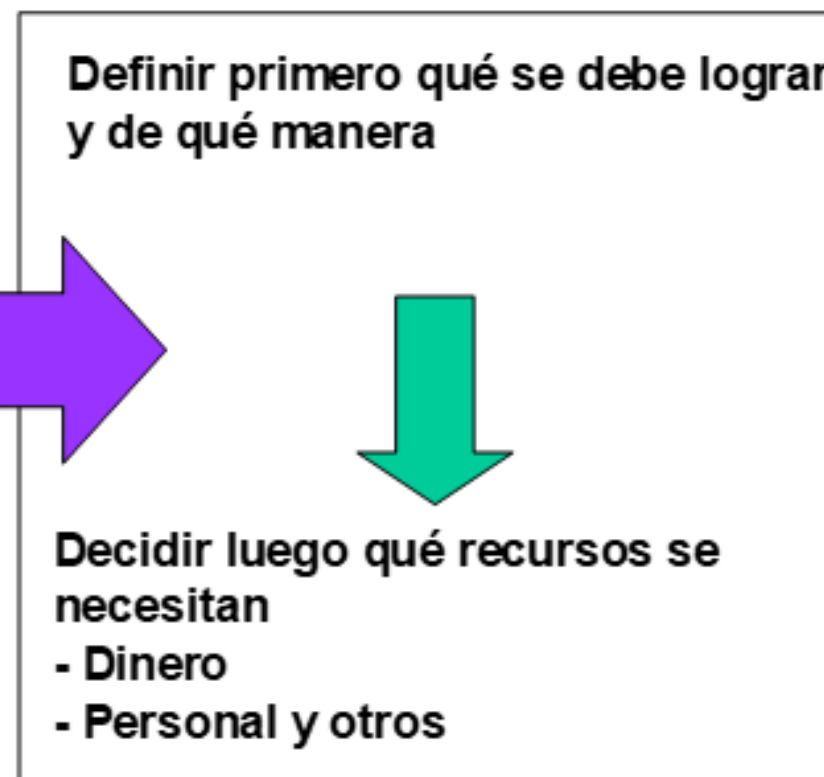 Definir primero qué se debe lograr
y de qué manera
Decidir luego qué recursos se
necesitan
- Dinero
- Personal y otros